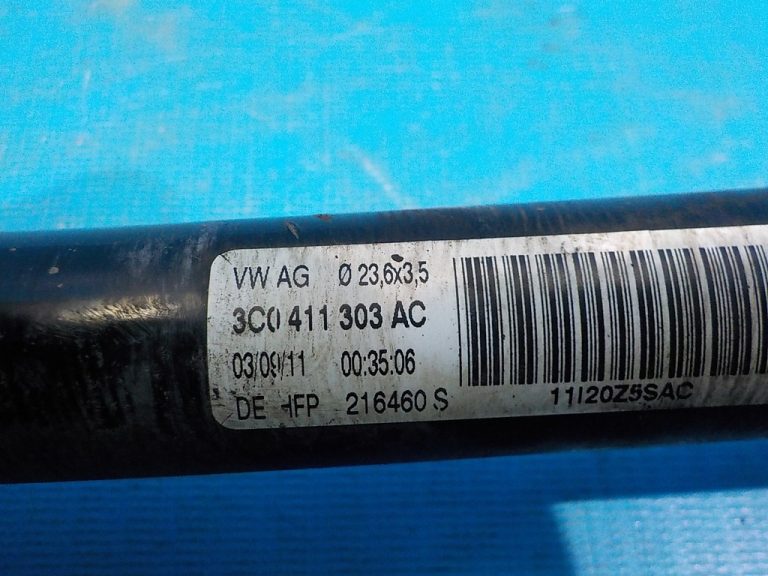 VW AG Ø 23,6x3,5
3C0 411 303 AC
03/09/11 00:35:06
DE HFP 216460 S
11I20Z5SAC